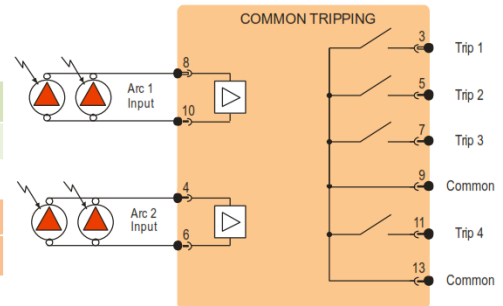 COMMON TRIPPING
8
Arc 1
Input
10
4
Arc 2
Input
6
3
Trip 1
5
Trip 2
7
Trip 3
9
Common
11
Trip 4
13
Common